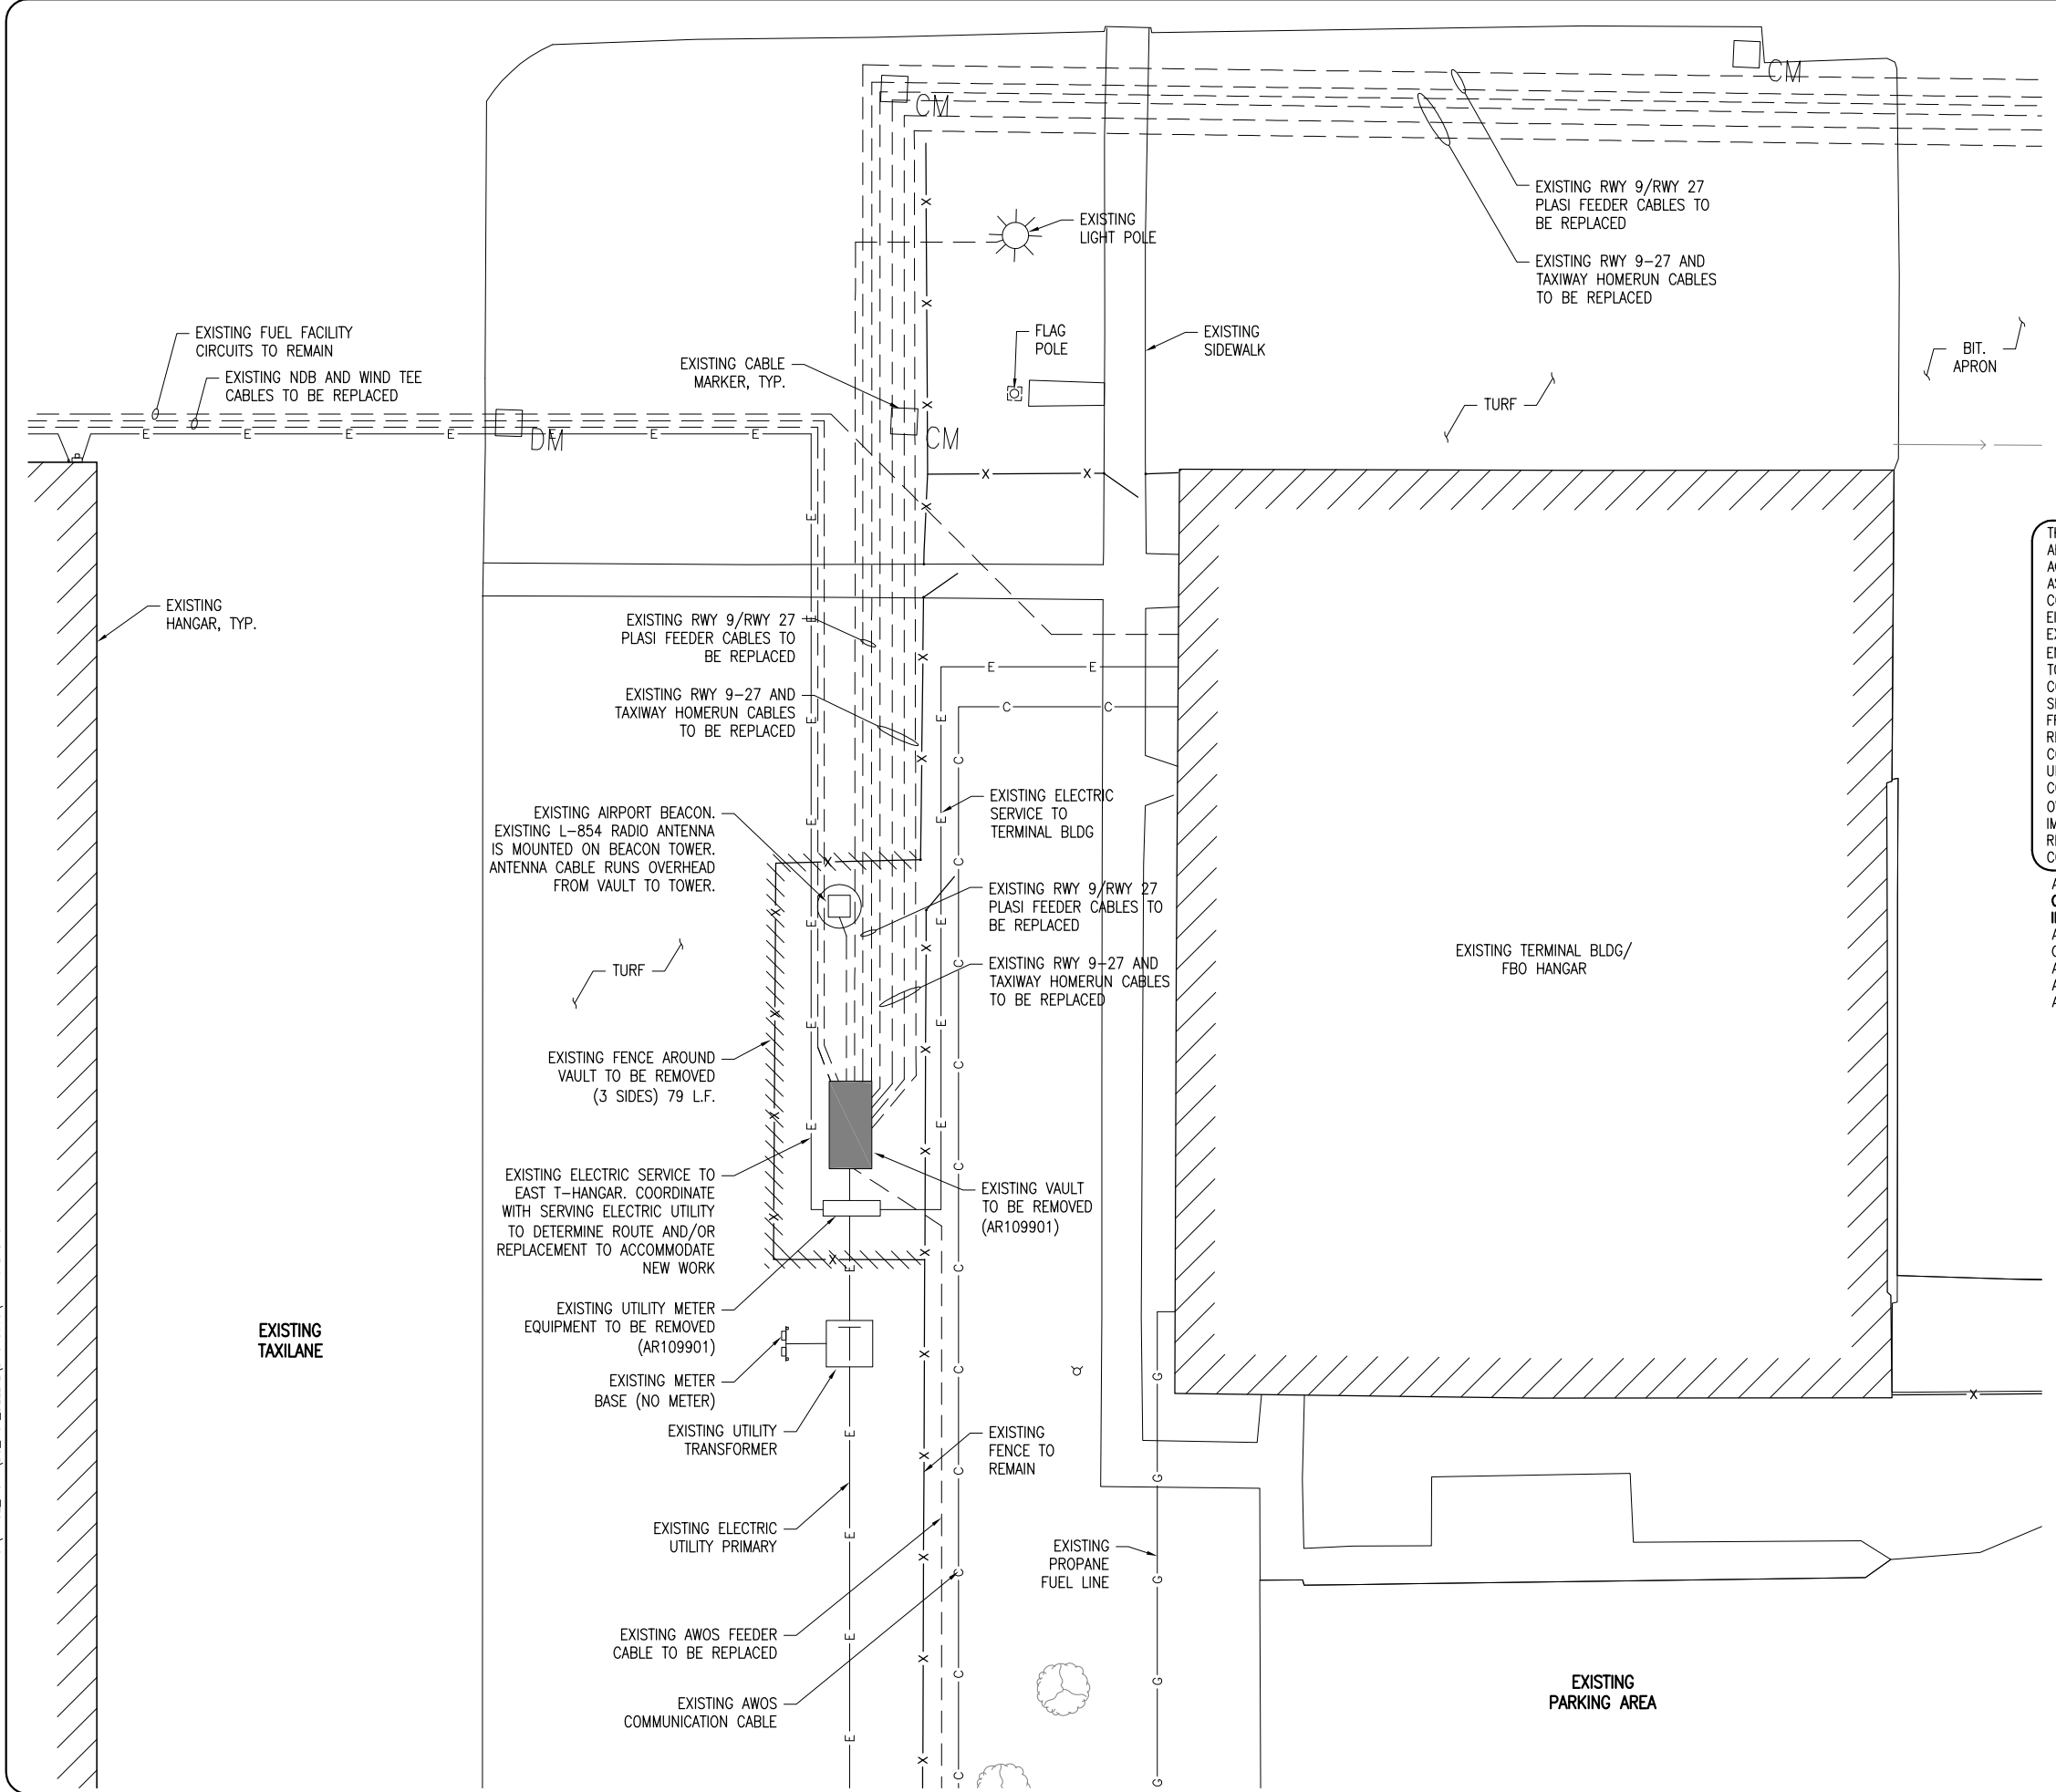 CM
CM
EXISTING RWY 9/RWY 27
PLASI FEEDER CABLES TO
BE REPLACED
EXISTING
LIGHT POLE
EXISTING RWY 9-27 AND
TAXIWAY HOMERUN CABLES
TO BE REPLACED
EXISTING FUEL FACILITY
CIRCUITS TO REMAIN
EXISTING NDB AND WIND TEE
CABLES TO BE REPLACED
EXISTING CABLE
MARKER, TYP.
FLAG
POLE
EXISTING
SIDEWALK
BIT.
APRON
TURF
DM
CM
EXISTING
HANGAR, TYP.
EXISTING RWY 9/RWY 27
PLASI FEEDER CABLES TO
BE REPLACED
EXISTING RWY 9-27 AND
TAXIWAY HOMERUN CABLES
TO BE REPLACED
EXISTING ELECTRIC
SERVICE TO
TERMINAL BLDG
EXISTING AIRPORT BEACON.
EXISTING L-854 RADIO ANTENNA
IS MOUNTED ON BEACON TOWER.
ANTENNA CABLE RUNS OVERHEAD
FROM VAULT TO TOWER.
EXISTING RWY 9/RWY 27
PLASI FEEDER CABLES TO
BE REPLACED
EXISTING RWY 9-27 AND
TAXIWAY HOMERUN CABLES
TO BE REPLACED
TURF
EXISTING TERMINAL BLDG/
FBO HANGAR
EXISTING FENCE AROUND
VAULT TO BE REMOVED
(3 SIDES) 79 L.F.
EXISTING ELECTRIC SERVICE TO
EAST T-HANGAR. COORDINATE
WITH SERVING ELECTRIC UTILITY
TO DETERMINE ROUTE AND/OR
REPLACEMENT TO ACCOMMODATE
NEW WORK
EXISTING VAULT
TO BE REMOVED
(AR109901)
EXISTING UTILITY METER
EQUIPMENT TO BE REMOVED
(AR109901)
EXISTING
TAXILANE
EXISTING METER
BASE (NO METER)
EXISTING UTILITY
TRANSFORMER
EXISTING
FENCE TO
REMAIN
EXISTING ELECTRIC
UTILITY PRIMARY
EXISTING
PROPANE
FUEL LINE
EXISTING AWOS FEEDER
CABLE TO BE REPLACED
EXISTING AWOS
COMMUNICATION CABLE
EXISTING
PARKING AREA